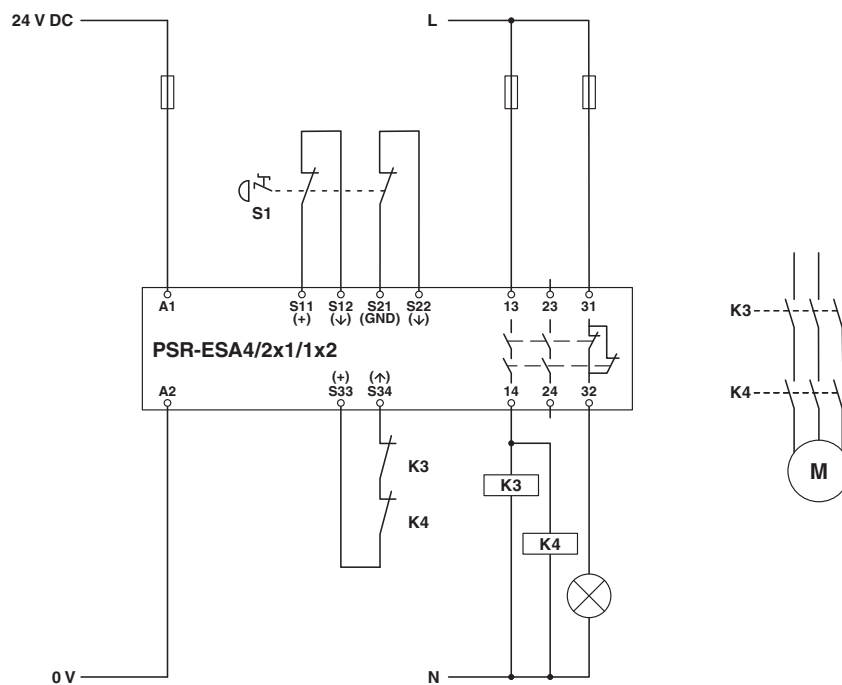 24 V DC
L
S1
A1
S11
(+)
S12
(↓)
S21
(GND)
S22
(↓)
13
23
31
PSR-ESA4/2x1/1x2
A2
(+)
S33
(↑)
S34
14
24
32
K3
K4
K3
K4
0 V
N
K3
K4
M